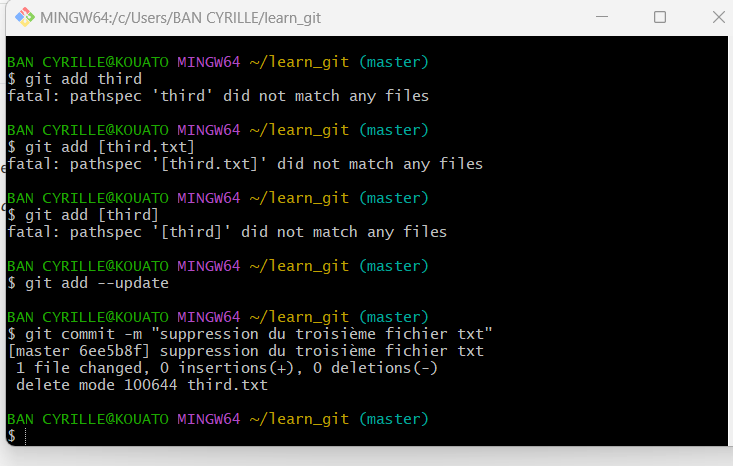 MINGW64:/c/Users/BAN CYRILLE/learn_git
BAN CYRILLE@KOUATO MINGW64 ~/learn_git (master)
$ git add third
fatal: pathspec 'third' did not match any files
BAN CYRILLE@KOUATO MINGW64 ~/learn_git (master)
$ git add [third.txt]
fatal: pathspec '[third.txt]' did not match any files
BAN CYRILLE@KOUATO MINGW64 ~/learn_git (master)
$ git add [third]
fatal: pathspec '[third]' did not match any files
BAN CYRILLE@KOUATO MINGW64 ~/learn_git (master)
$ git add --update
BAN CYRILLE@KOUATO MINGW64 ~/learn_git (master)
$ git commit -m "suppression du troisième fichier txt"
[master 6ee5b8f] suppression du troisième fichier txt
 1 file changed, 0 insertions(+), 0 deletions(-)
 delete mode 100644 third.txt
BAN CYRILLE@KOUATO MINGW64 ~/learn_git (master)
$